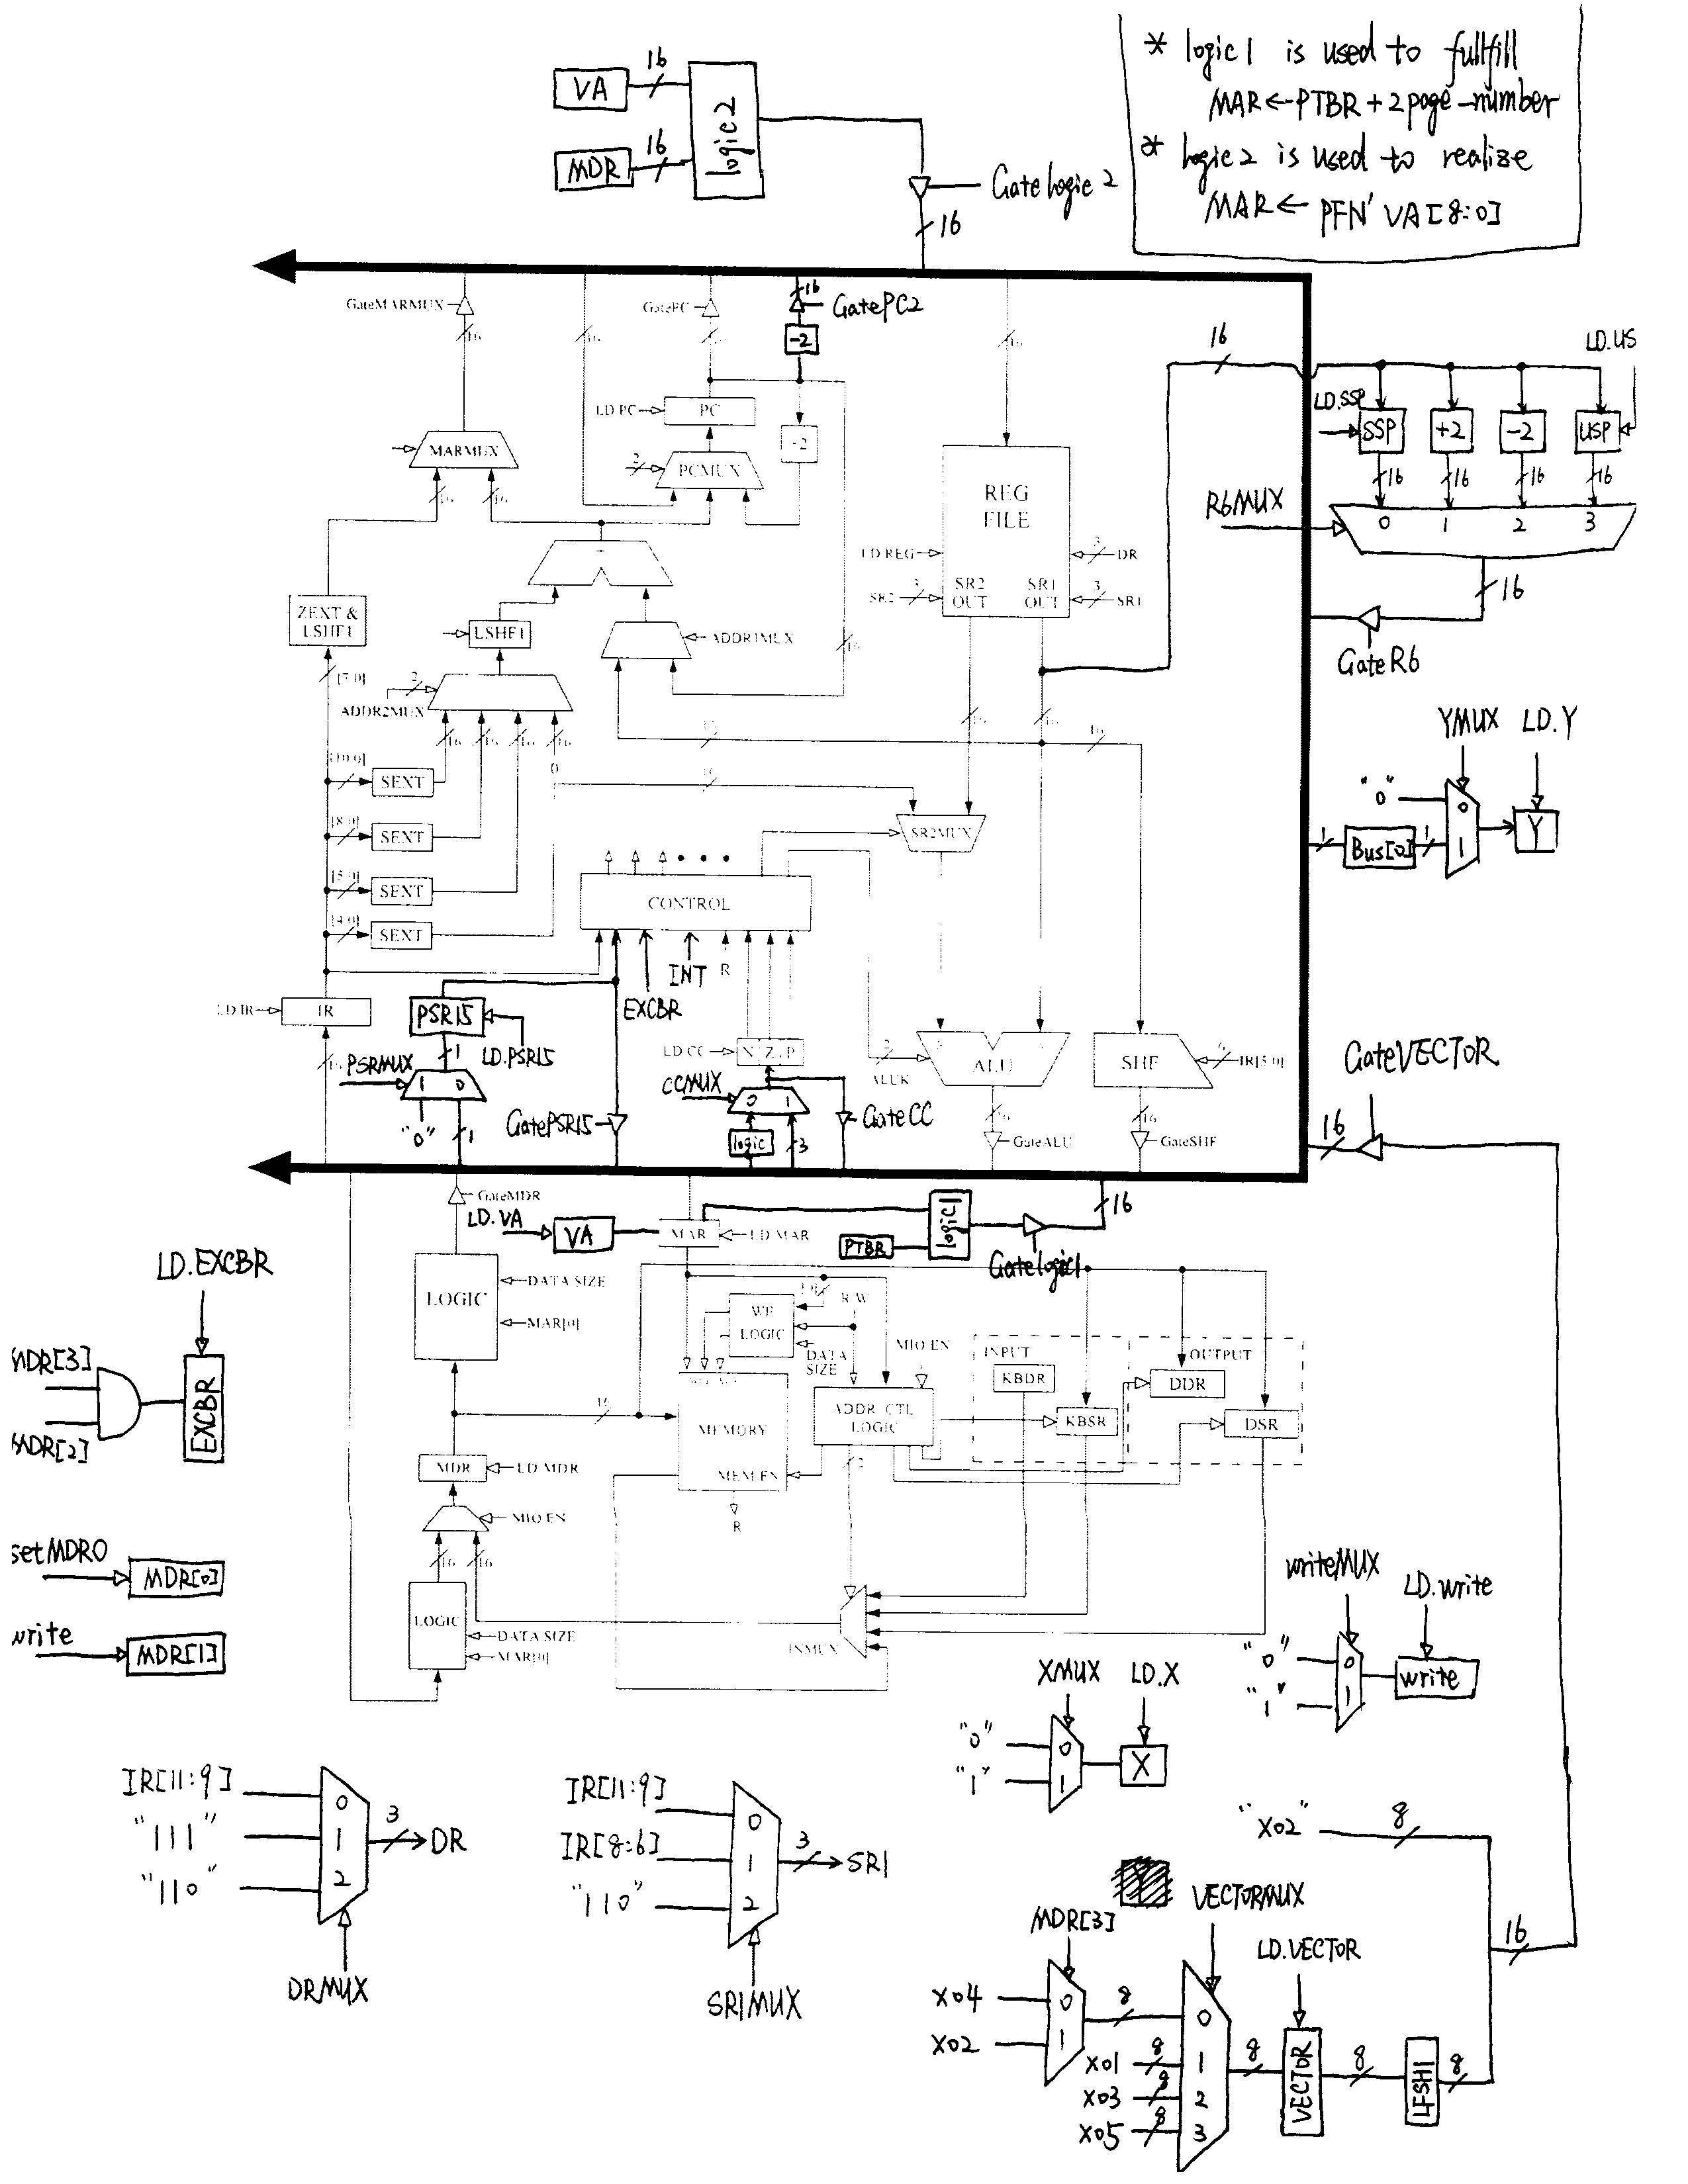 * logic1 is used to fullfill
MAR←PTBR+2page-number
* logic2 is used to realize
MAR← PFN'VA[8:0]
VA
16
MDR
16
logic2
Gate logic 2
16
GateMARMUX
16
16
GatePC
16
GatePC2
-2
16
LD.PC
PC
MARMUX
2
PCMUX
16
16
REG
FILE
LD.REG
3
DR
SR2
3
SR2
OUT
SR1
OUT
3
SR1
16
LD.SSP
SSP
16
+2
16
-2
16
USP
16
LD.US
R6MUX
0
1
2
3
16
GateR6
ZEXT &
LSHF1
LSHF1
ADDR1MUX
16
[7:0]
2
ADDR2MUX
16
16
16
16
0
[10:0]
SEXT
[8:0]
SEXT
[5:0]
SEXT
[4:0]
SEXT
16
16
16
SR2MUX
CONTROL
YMUX
LD.Y
"0"
0
1
Bus[0]
1
1
Y
LD.IR
IR
16
PSR15
LD.PSR15
PSRMUX
1
1
0
"0"
1
EXCBR
INT
R
GatePSR15
LD.CC
N Z P
CCMUX
0
1
logic
3
GateCC
2
ALUK
ALU
16
GateALU
SHF
6
IR[5:0]
16
GateSHF
GateVECTOR
16
GateMDR
LD.VA
VA
MAR
LD.MAR
PTBR
logic1
Gatelogic1
16
LD.EXCBR
MDR[3]
MDR[2]
EXCBR
LOGIC
DATA SIZE
MAR[0]
WE
LOGIC
R.W
DATA
SIZE
MIO.EN
ADDR CTL
LOGIC
2
INPUT
KBDR
KBSR
OUTPUT
DDR
DSR
16
MEMORY
MEM.EN
R
MDR
LD.MDR
MIO.EN
16
16
LOGIC
DATA SIZE
MAR[0]
INMUX
setMDR0
MDR[0]
write
MDR[1]
writeMUX
LD.write
"0"
"1"
0
1
write
XMUX
LD.X
"0"
"1"
0
1
X
IR[11:9]
"111"
"110"
0
1
2
3
DR
DRMUX
IR[11:9]
IR[8:6]
"110"
0
1
2
3
SR1
SR1MUX
"x02"
8
16
MDR[3]
x04
x02
0
1
8
VECTORMUX
x01
8
x03
8
x05
8
0
1
2
3
8
LD.VECTOR
VECTOR
8
LFSH1
8